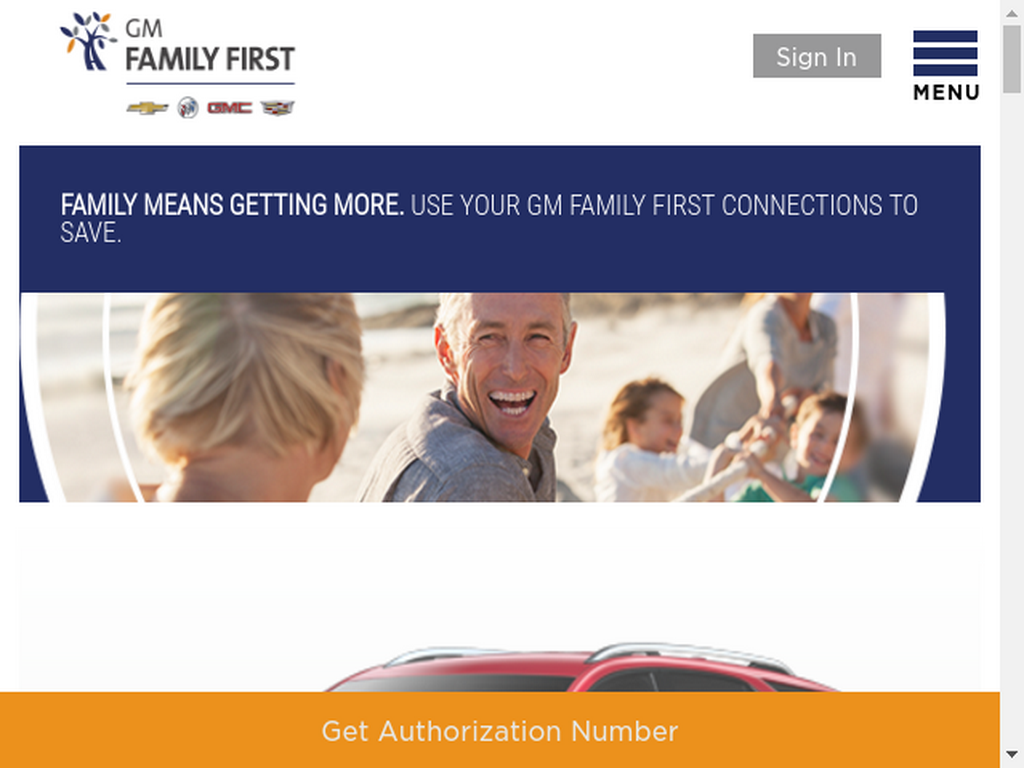 GM
FAMILY FIRST
GMC
Sign In
MENU
FAMILY MEANS GETTING MORE. USE YOUR GM FAMILY FIRST CONNECTIONS TO
SAVE.
Get Authorization Number